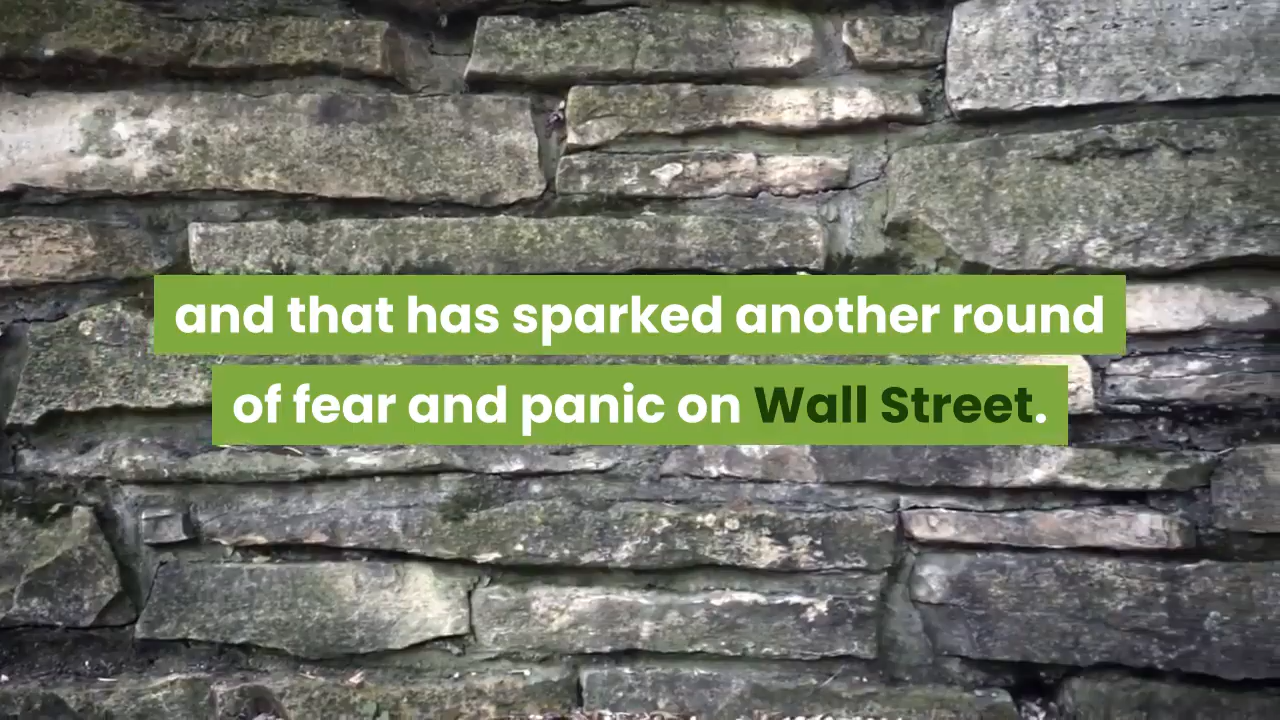 and that has sparked another round
of fear and panic on Wall Street.